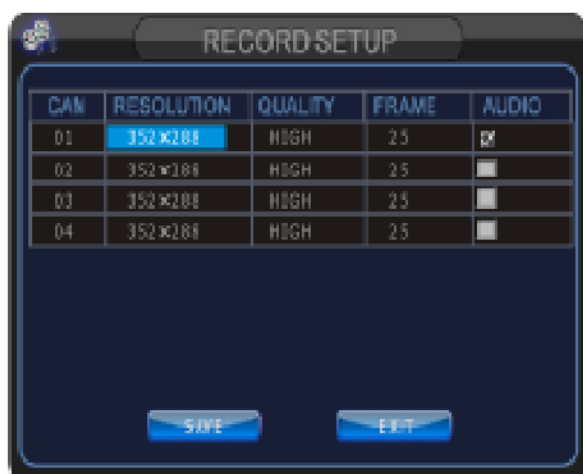 RECORD SETUP
CAN RESOLUTION QUALITY FRAME AUDIO
01 352×288 HIGH 25
02 352×288 HIGH 25
03 352×288 HIGH 25
04 352×288 HIGH 25
SAVE EXIT